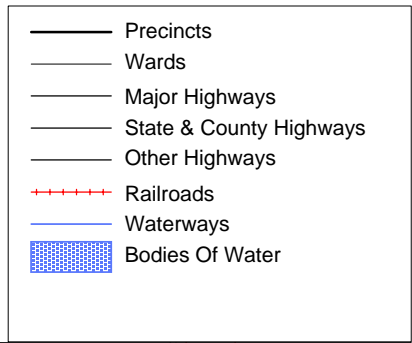 Precincts
Wards
Major Highways
State & County Highways
Other Highways
Railroads
Waterways
Bodies Of Water